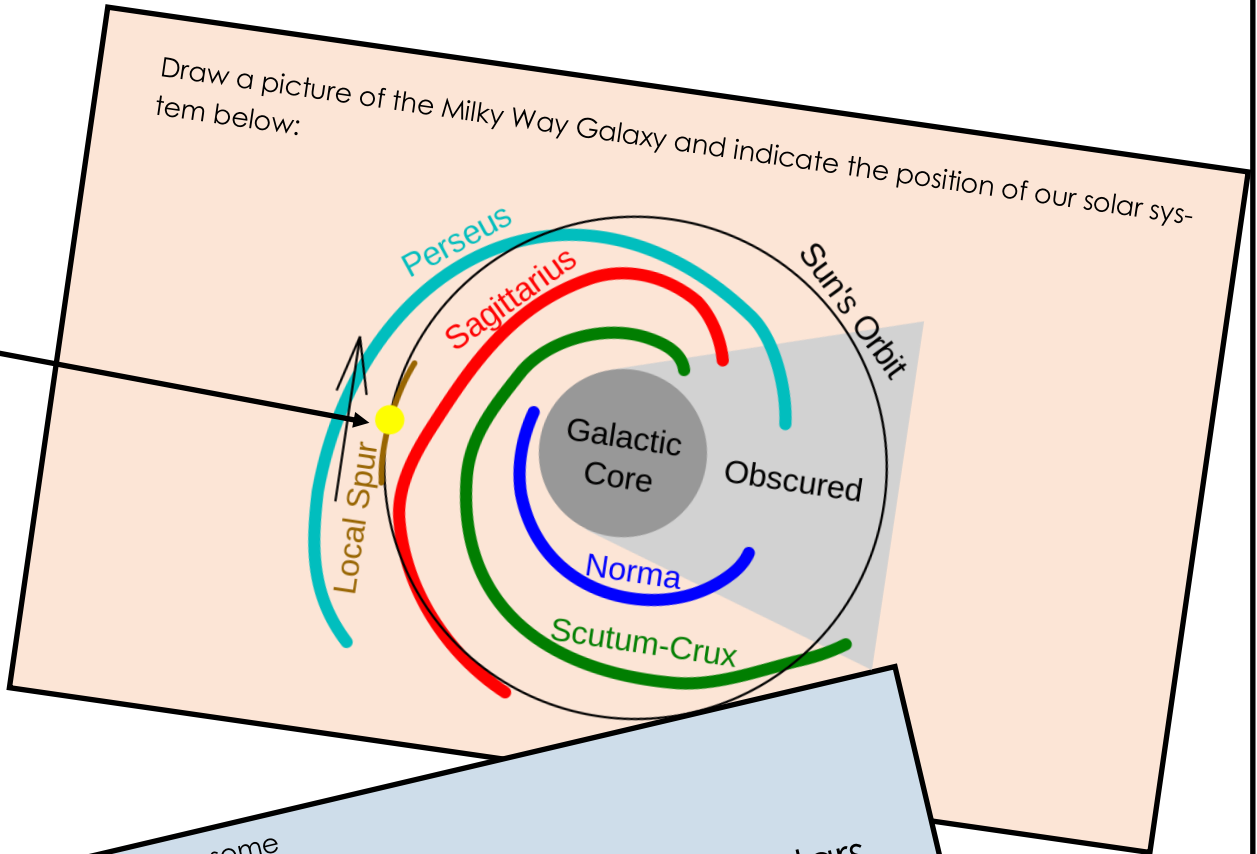 Draw a picture of the Milky Way Galaxy and indicate the position of our solar sys-
tem below:
Perseus
Sagittarius
Sun's Orbit
Galactic
Core
Obscured
Local Spur
Norma
Scutum-Crux